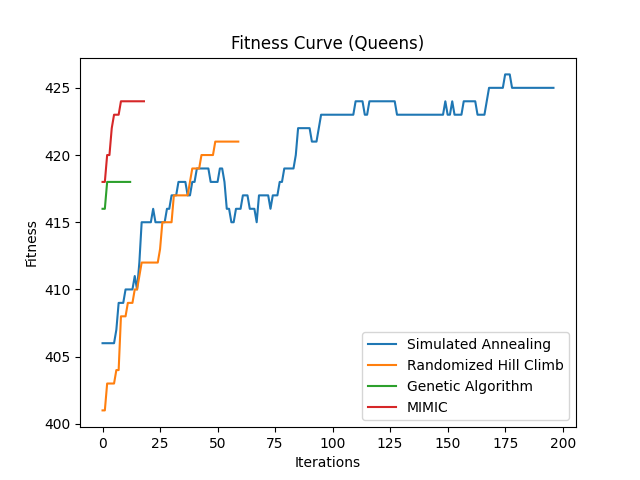 Fitness Curve (Queens)
Fitness
425
420
415
410
405
400
0
25
50
75
100
125
150
175
200
Iterations
Simulated Annealing
Randomized Hill Climb
Genetic Algorithm
MIMIC